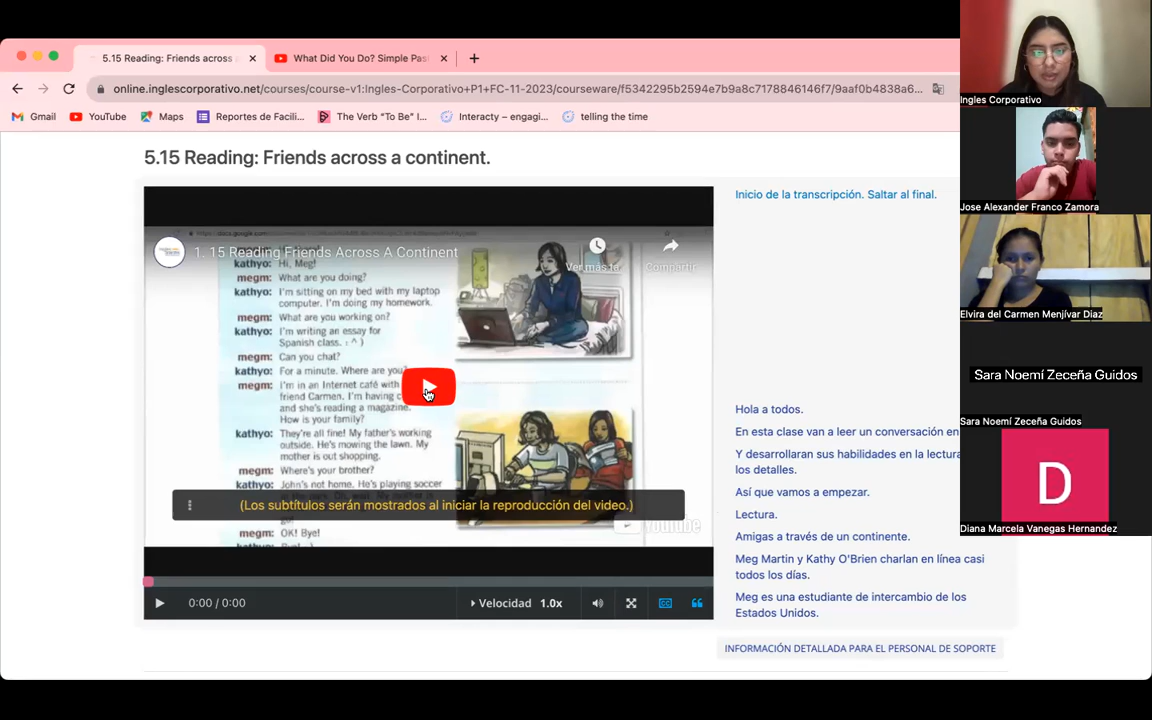 5.15 Reading: Friends across
What Did You Do? Simple Pas
online.inglescorporativo.net/courses/course-v1:Ingles-Corporativo+P1+FC-11-2023/courseware/f5342295b2594e7b9a8c7178846146f7/9aaf0b4838a6...
Gmail
YouTube
Maps
Reportes de Facili...
The Verb "To Be" I...
Interacty – engagi...
telling the time
5.15 Reading: Friends across a continent.
1. 15 Reading Friends Across A Continent
Ver más ta
Compartir
kathyo: Hi, Meg!
megm: What are you doing?
kathyo: I'm sitting on my bed with my laptop
computer. I'm doing my homework.
megm: What are you working on?
kathyo: I'm writing an essay for
Spanish class. : ^ )
megm: Can you chat?
kathyo: For a minute. Where are you
megm: I'm in an Internet café with
friend Carmen. I'm having
and she's reading a magazine.
How is your family?
kathyo: They're all fine! My father's working
outside. He's mowing the lawn. My
mother is out shopping.
megm: Where's your brother?
kathyo: John's not home. He's playing soccer
(Los subtítulos serán mostrados al iniciar la reproducción del video.)
megm: OK! Bye!
YouTube
0:00 / 0:00
Velocidad 1.0x
Inicio de la transcripción. Saltar al final.
Hola a todos.
En esta clase van a leer un conversación en
Y desarrollaran sus habilidades en la lectura
los detalles.
Así que vamos a empezar.
Lectura.
Amigas a través de un continente.
Meg Martin y Kathy O'Brien charlan en línea casi
todos los días.
Meg es una estudiante de intercambio de los
Estados Unidos.
INFORMACIÓN DETALLADA PARA EL PERSONAL DE SOPORTE
Ingles Corporativo
Jose Alexander Franco Zamora
Elvira del Carmen Menjívar Diaz
Sara Noemí Zeceña Guidos
Sara Noemí Zeceña Guidos
D
Diana Marcela Vanegas Hernandez